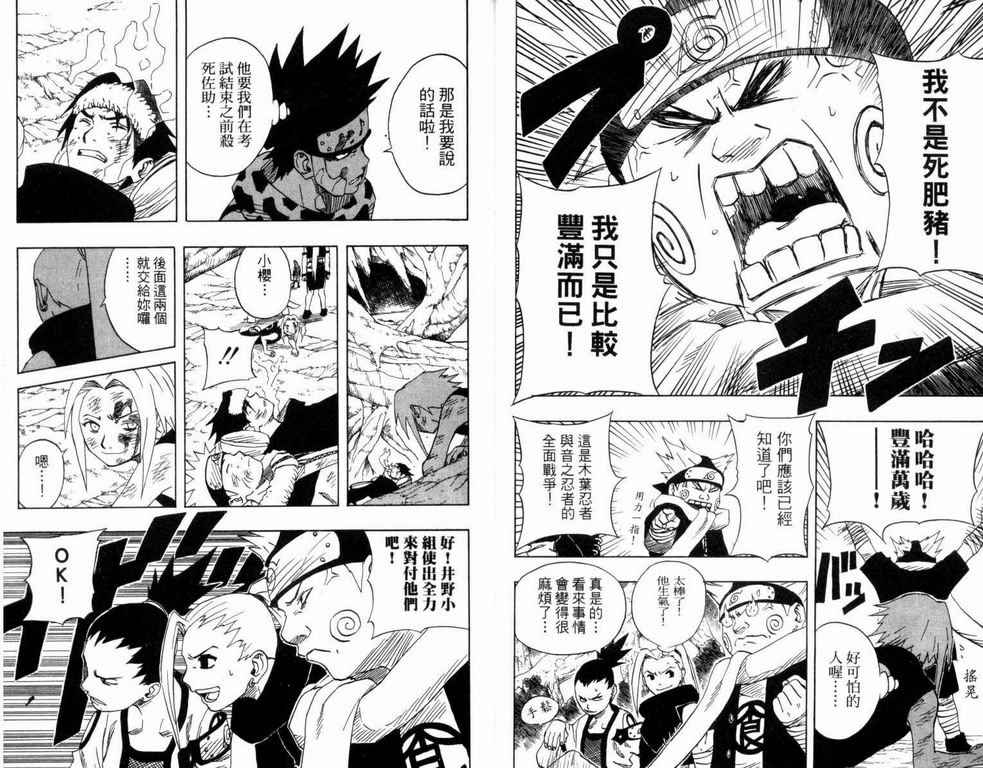 我不是死肥豬！
我只是比較
豐滿而已！
哈哈哈！
豐滿萬歲
——！
你們應該已經
知道了吧！
這是木葉忍者
與音之忍者的
全面戰爭！
用力一指
搖晃
好可怕的
人喔……
太棒了！
他生氣了！
真是的…
看來事情
會變得很
麻煩了…
食
那是我要說
的話啦！
他要我們在考
試結束之前殺
死佐助…
小櫻
…
!!
後面這兩個
就交給妳囉
嗯…！
好！井野小
組使出全力
來對付他們
吧！
OK！
食